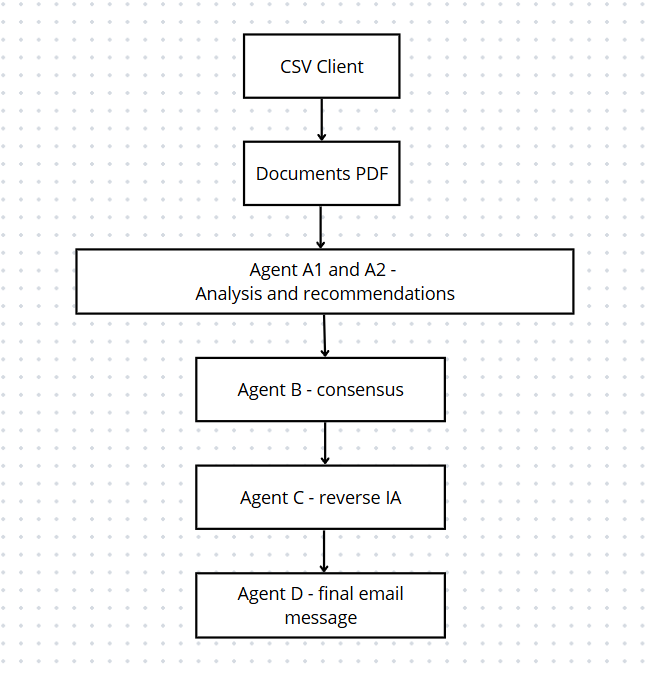 CSV Client
Documents PDF
Agent A1 and A2 -
Analysis and recommendations
Agent B - consensus
Agent C - reverse IA
Agent D - final email
message